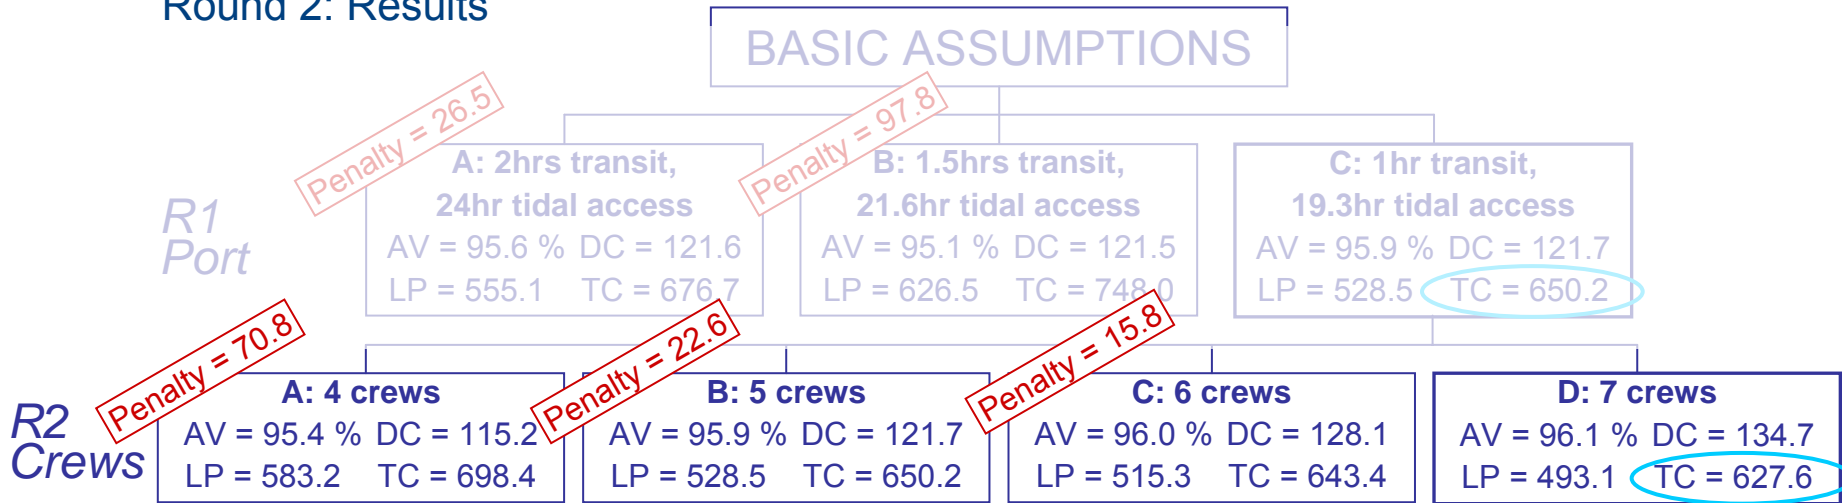 Round 2: Results
BASIC ASSUMPTIONS
Penalty = 26.5
Penalty = 97.8
R1
Port
A: 2hrs transit,
24hr tidal access
AV = 95.6 % DC = 121.6
LP = 555.1 TC = 676.7
B: 1.5hrs transit,
21.6hr tidal access
AV = 95.1 % DC = 121.5
LP = 626.5 TC = 748.0
C: 1hr transit,
19.3hr tidal access
AV = 95.9 % DC = 121.7
LP = 528.5 TC = 650.2
Penalty = 70.8
Penalty = 22.6
Penalty = 15.8
R2
Crews
A: 4 crews
AV = 95.4 % DC = 115.2
LP = 583.2 TC = 698.4
B: 5 crews
AV = 95.9 % DC = 121.7
LP = 528.5 TC = 650.2
C: 6 crews
AV = 96.0 % DC = 128.1
LP = 515.3 TC = 643.4
D: 7 crews
AV = 96.1 % DC = 134.7
LP = 493.1 TC = 627.6